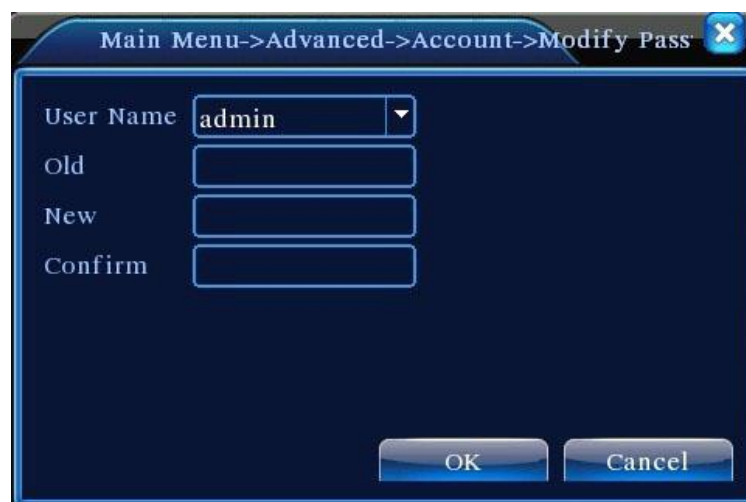 Main Menu->Advanced->Account->Modify Pass
User Name admin
Old
New
Confirm
OK Cancel